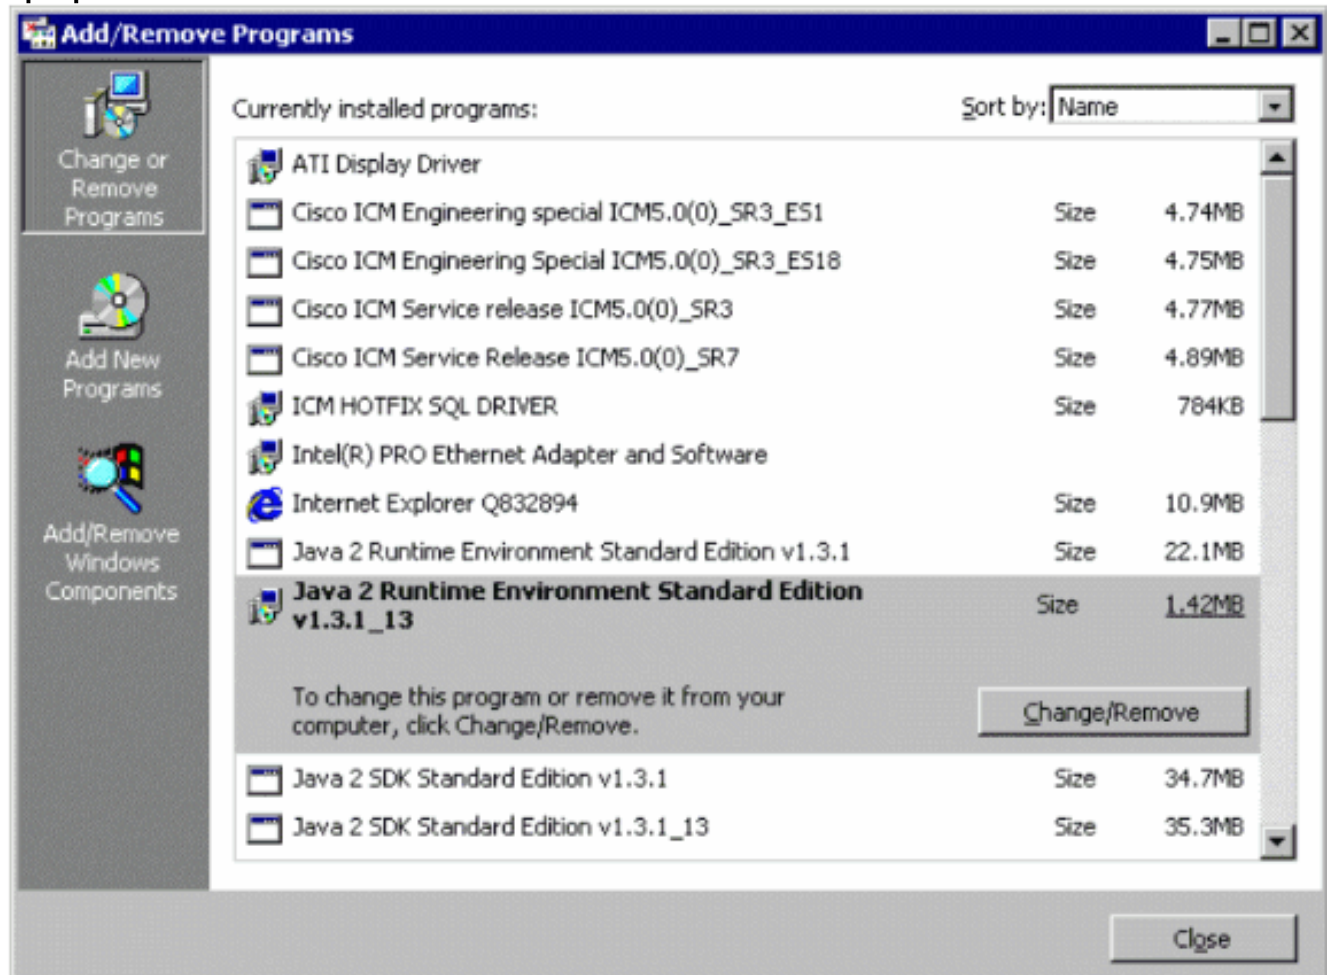 Add/Remove Programs
Change or
Remove
Programs
Add New
Programs
Add/Remove
Windows
Components
Currently installed programs:
Sort by: Name
ATI Display Driver
Cisco ICM Engineering special ICM5.0(0)_SR3_ES1 Size 4.74MB
Cisco ICM Engineering Special ICM5.0(0)_SR3_ES18 Size 4.75MB
Cisco ICM Service release ICM5.0(0)_SR3 Size 4.77MB
Cisco ICM Service Release ICM5.0(0)_SR7 Size 4.89MB
ICM HOTFIX SQL DRIVER Size 784KB
Intel(R) PRO Ethernet Adapter and Software
Internet Explorer Q832894 Size 10.9MB
Java 2 Runtime Environment Standard Edition v1.3.1 Size 22.1MB
Java 2 Runtime Environment Standard Edition
v1.3.1_13 Size 1.42MB
To change this program or remove it from your
computer, click Change/Remove.
Change/Remove
Java 2 SDK Standard Edition v1.3.1 Size 34.7MB
Java 2 SDK Standard Edition v1.3.1_13 Size 35.3MB
Close